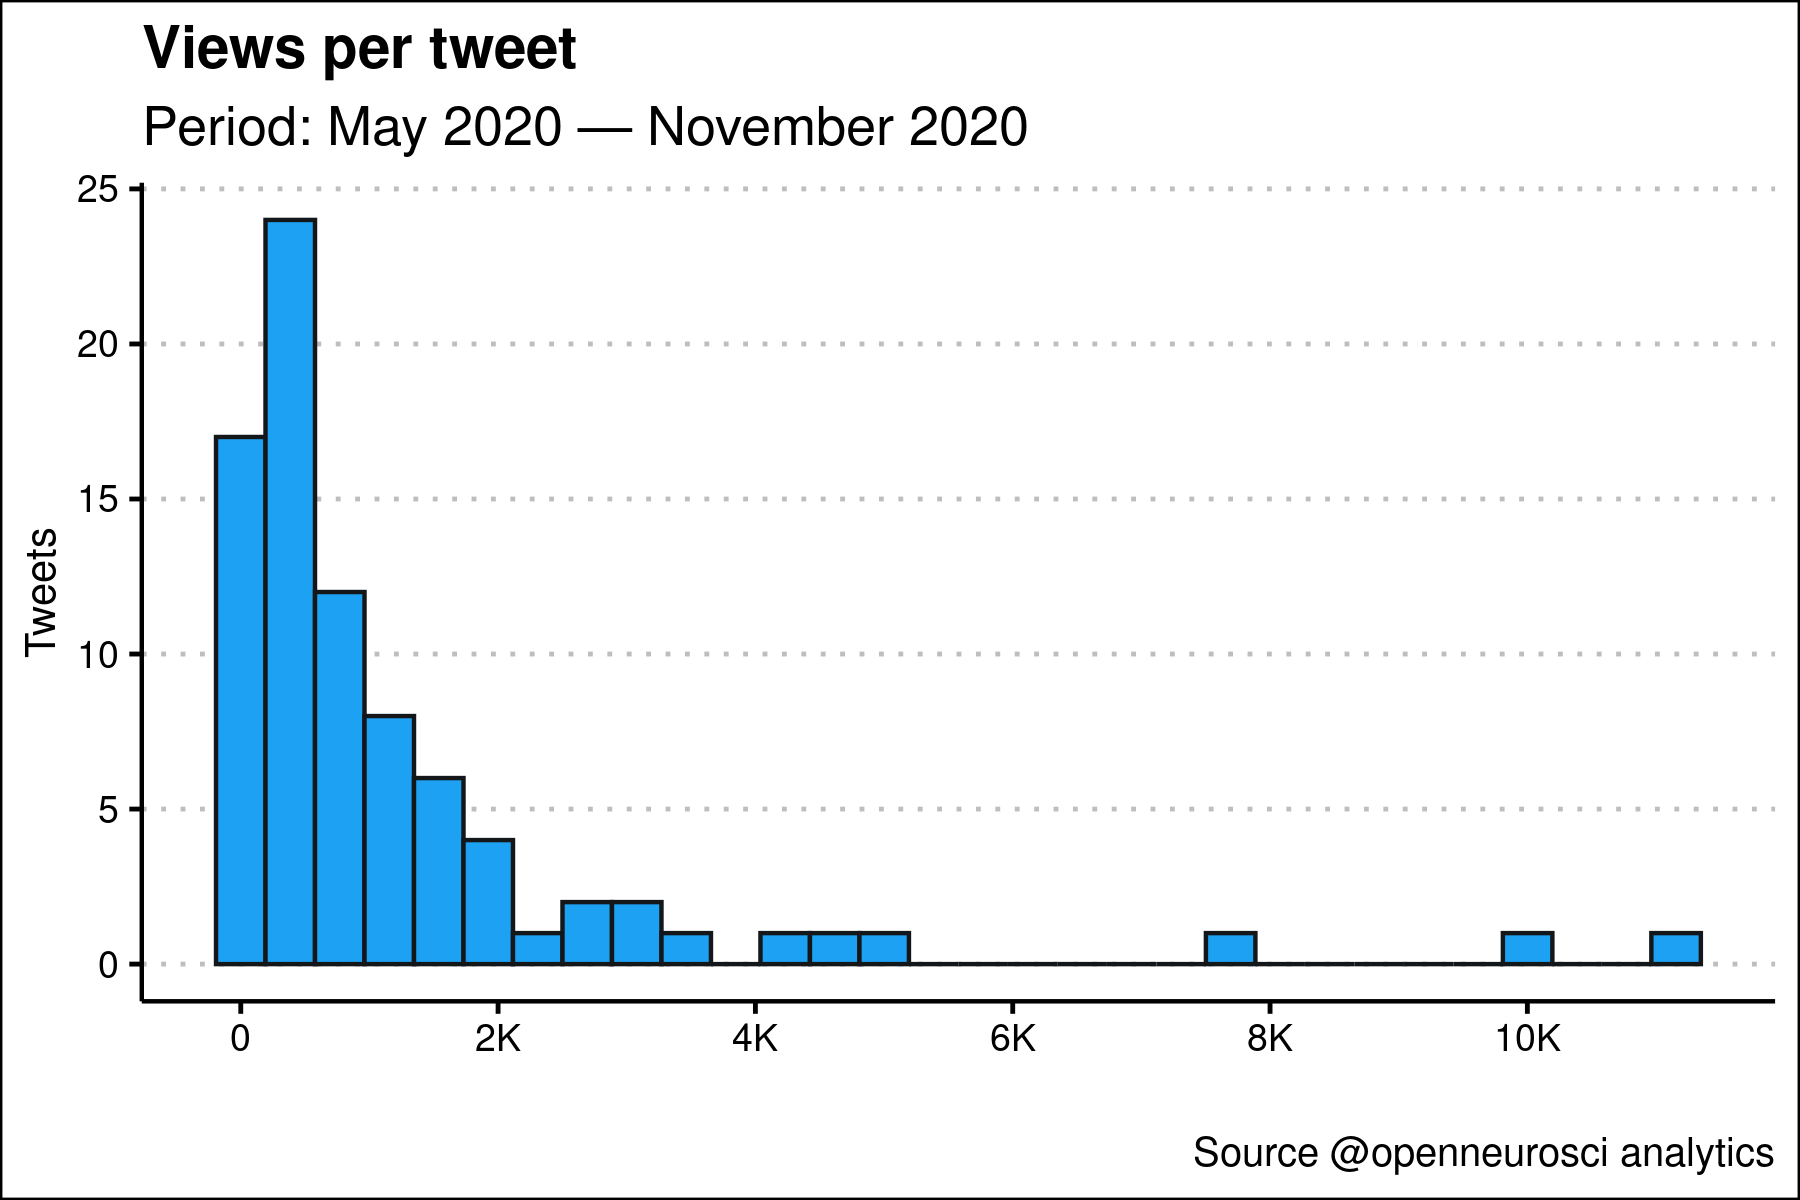 Views per tweet
Period: May 2020 — November 2020
25
20
15
10
5
0
Tweets
0 2K 4K 6K 8K 10K
Source @openneurosci analytics